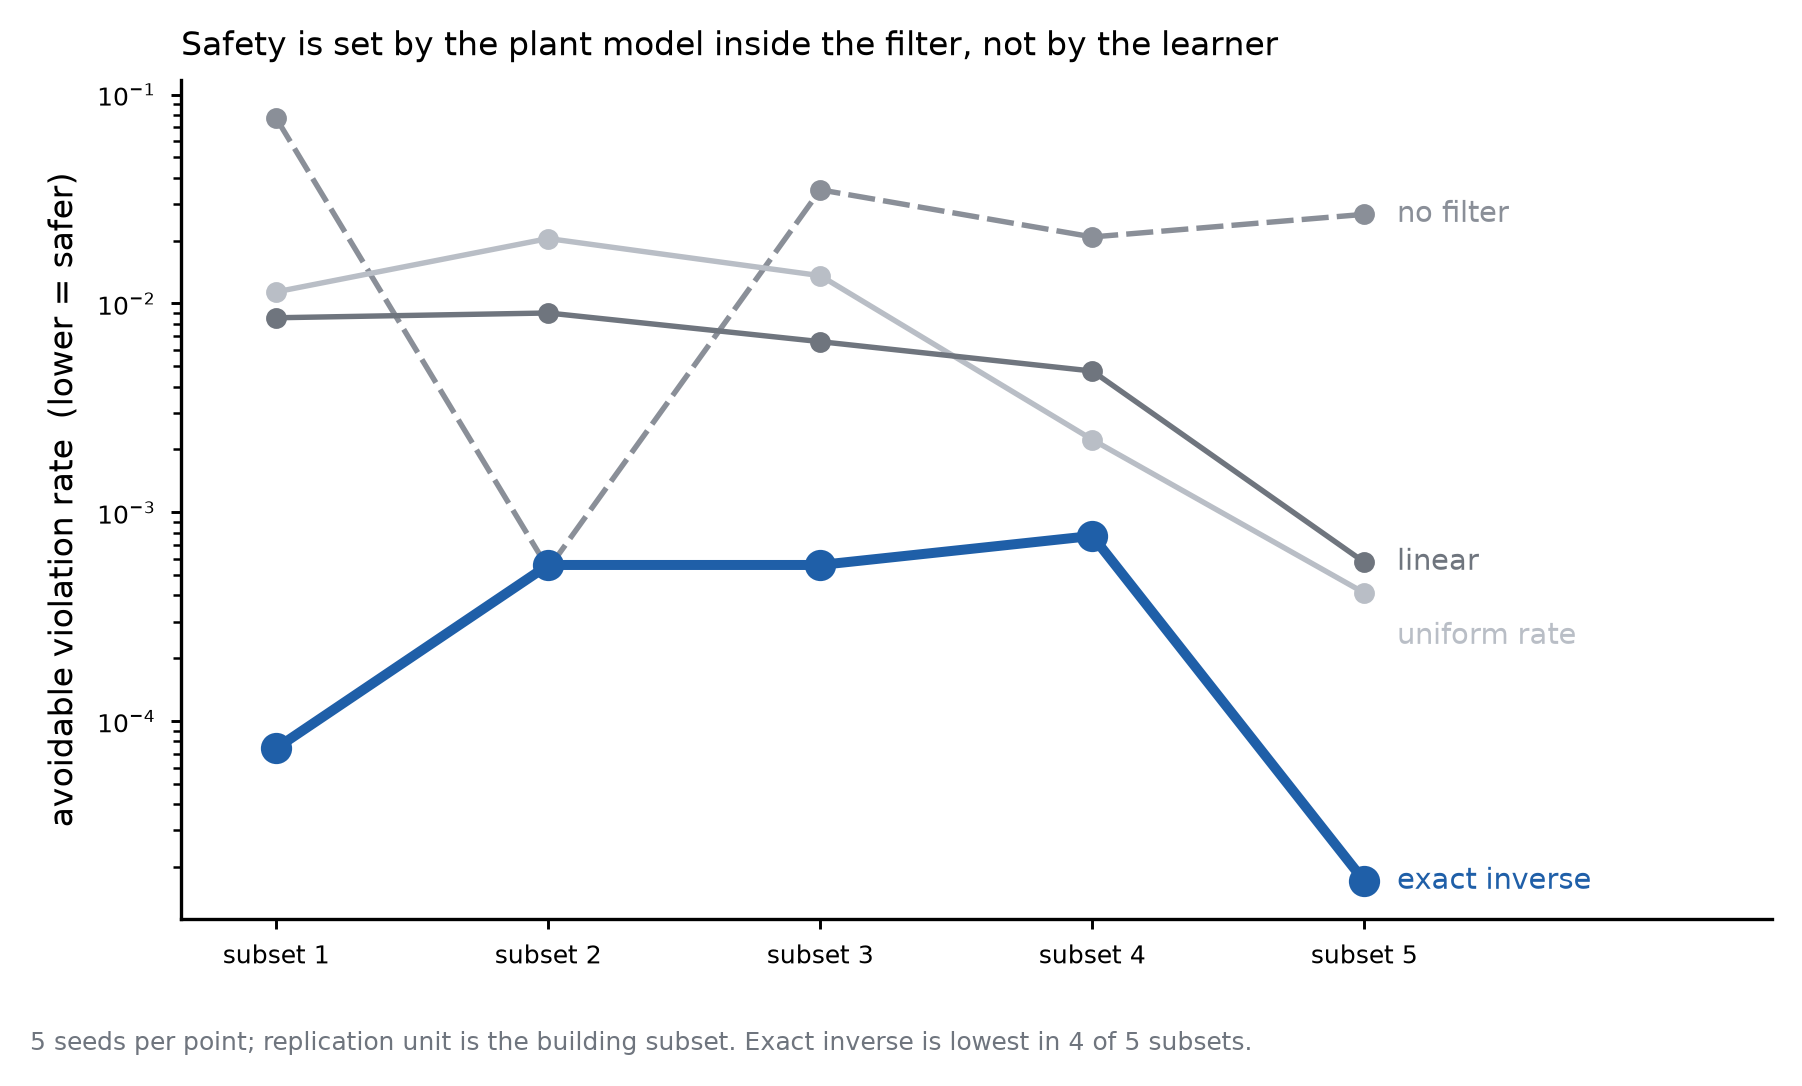 Safety is set by the plant model inside the filter, not by the learner
avoidable violation rate (lower = safer)
10⁻¹
10⁻²
10⁻³
10⁻⁴
no filter
linear
uniform rate
exact inverse
subset 1
subset 2
subset 3
subset 4
subset 5
5 seeds per point; replication unit is the building subset. Exact inverse is lowest in 4 of 5 subsets.